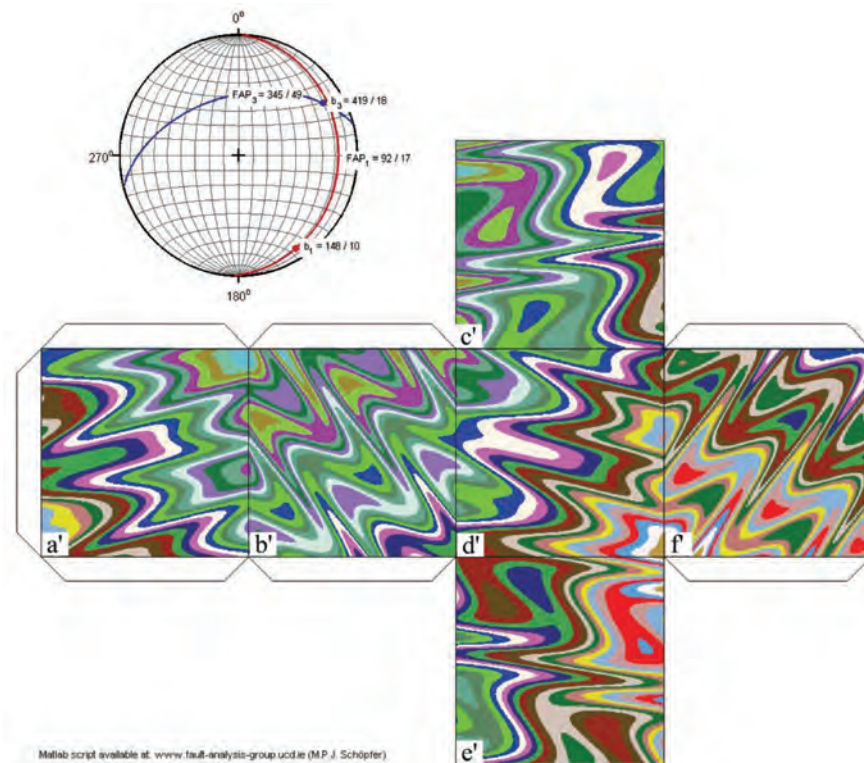 0°
FAP3 = 345 / 49
b3 = 419 / 18
270°
FAP1 = 92 / 17
b1 = 148 / 10
180°
c'
a' b' d' f'
e'
Matlab script available at: www.fault-analysis-group.ucd.ie (M.P.J. Schöpfer)